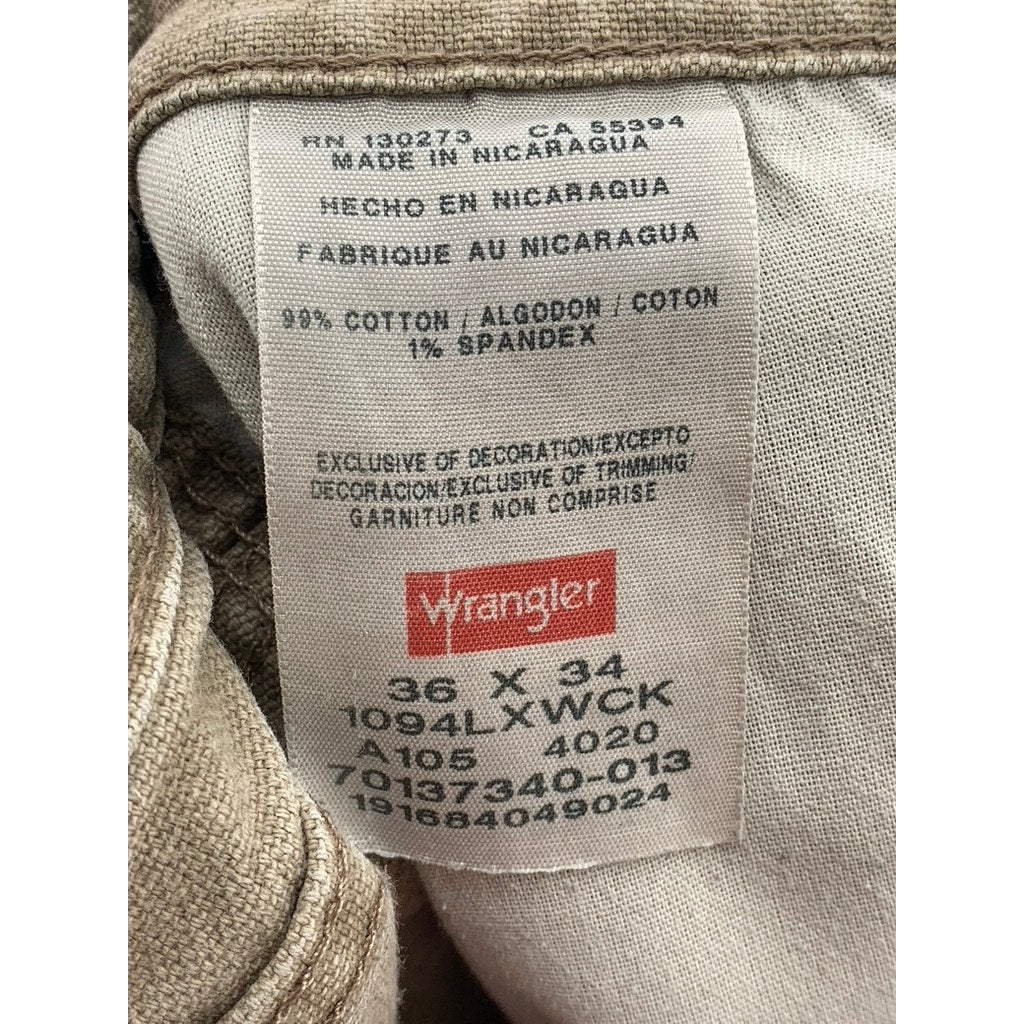 RN 130273 CA 55394
MADE IN NICARAGUA
HECHO EN NICARAGUA
FABRIQUE AU NICARAGUA
99% COTTON / ALGODON / COTON
1% SPANDEX
EXCLUSIVE OF DECORATION/EXCEPTO
DECORACION/EXCLUSIVE OF TRIMMING/
GARNITURE NON COMPRISE
Wrangler
36 X 34
1094LXWCK
A105 4020
70137340-013
191684049024